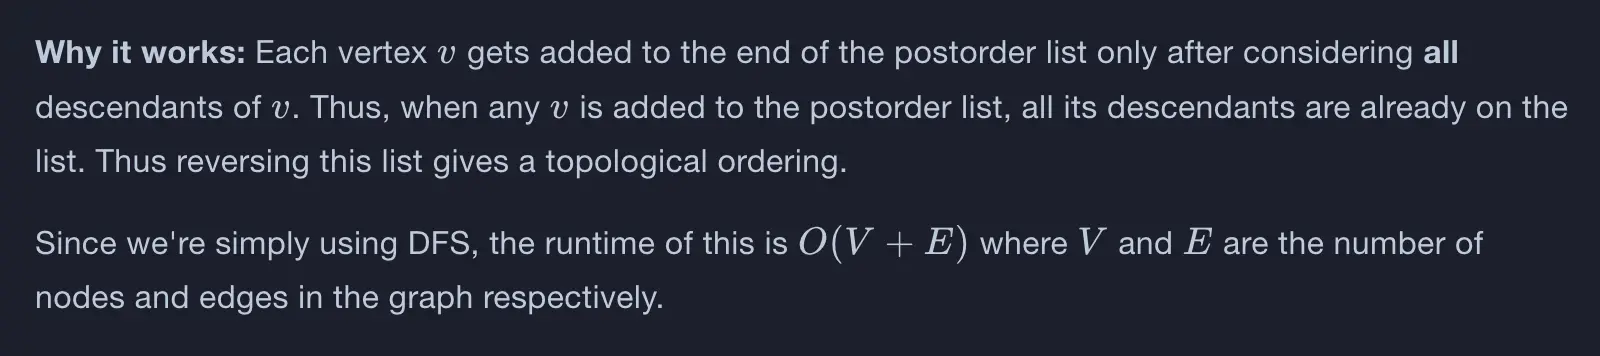 Why it works: Each vertex v gets added to the end of the postorder list only after considering all
descendants of v. Thus, when any v is added to the postorder list, all its descendants are already on the
list. Thus reversing this list gives a topological ordering.
Since we're simply using DFS, the runtime of this is O(V + E) where V and E are the number of
nodes and edges in the graph respectively.